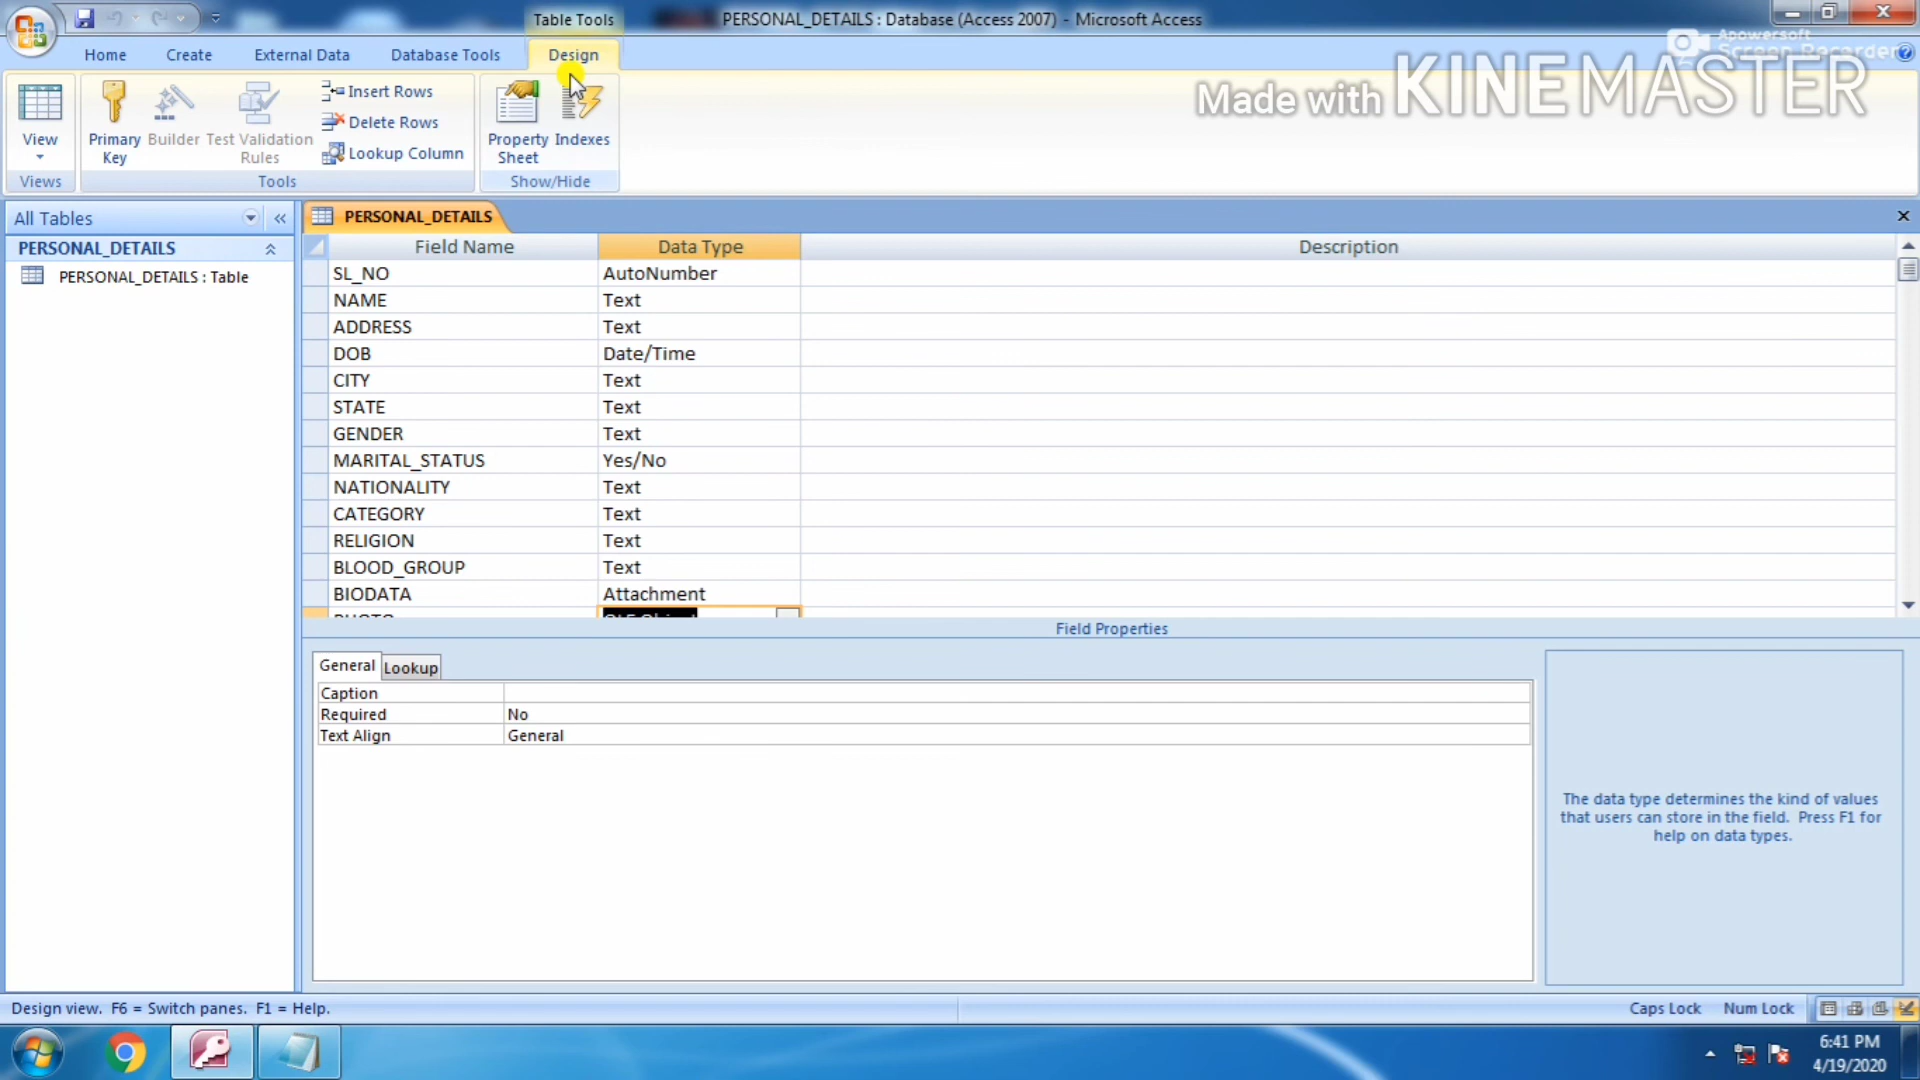 Table Tools
PERSONAL_DETAILS : Database (Access 2007) - Microsoft Access
Home Create External Data Database Tools Design
Apowersoft
Screen Recorder
Made with KINEMASTER
View
Primary Key
Builder
Test Validation Rules
Insert Rows
Delete Rows
Lookup Column
Property Sheet
Indexes
Views Tools Show/Hide
All Tables
PERSONAL_DETAILS
PERSONAL_DETAILS : Table
PERSONAL_DETAILS
Field Name Data Type Description
SL_NO AutoNumber
NAME Text
ADDRESS Text
DOB Date/Time
CITY Text
STATE Text
GENDER Text
MARITAL_STATUS Yes/No
NATIONALITY Text
CATEGORY Text
RELIGION Text
BLOOD_GROUP Text
BIODATA Attachment
PHOTO OLE Object
Field Properties
General Lookup
Caption
Required No
Text Align General
The data type determines the kind of values
that users can store in the field. Press F1 for
help on data types.
Design view. F6 = Switch panes. F1 = Help.
Caps Lock Num Lock
6:41 PM
4/19/2020